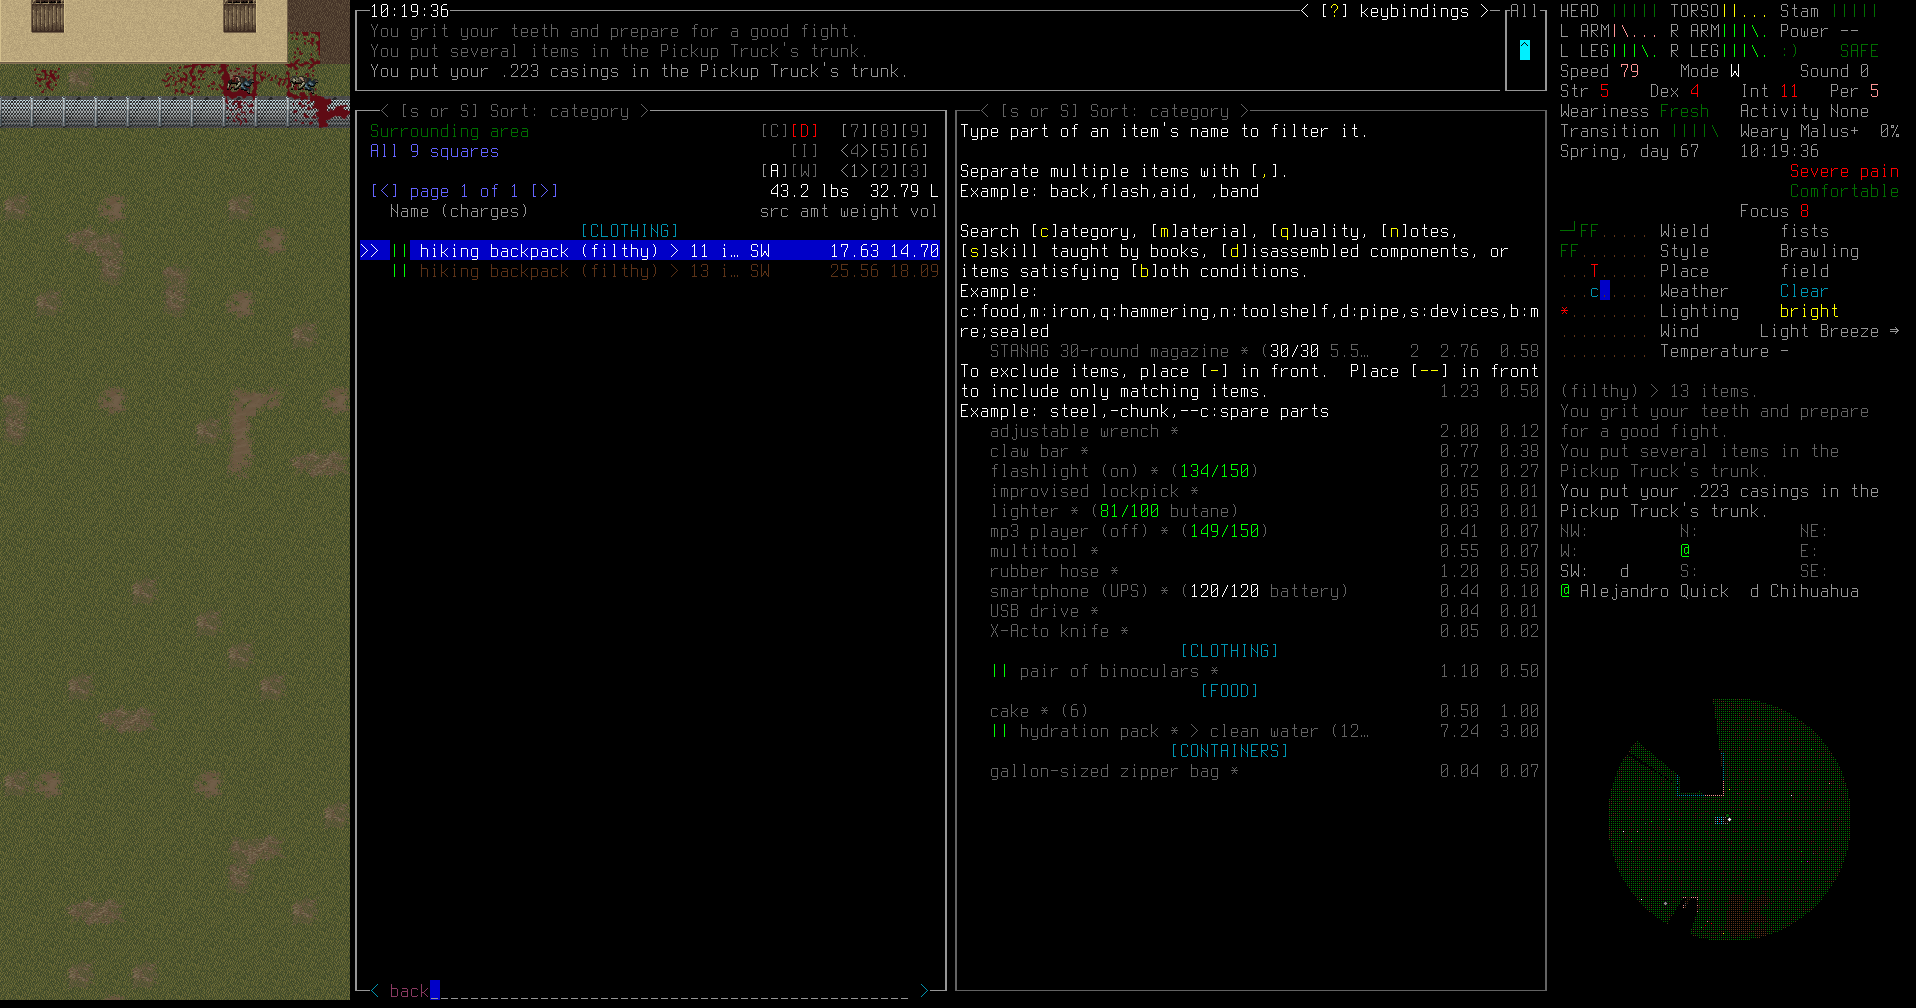 10:19:36 < [?] keybindings > All
You grit your teeth and prepare for a good fight.
You put several items in the Pickup Truck's trunk.
You put your .223 casings in the Pickup Truck's trunk.
^
< [s or S] Sort: category >
Surrounding area [C][D] [7][8][9]
All 9 squares [I] <4>[5][6]
[A][W] <1>[2][3]
[<] page 1 of 1 [>] 43.2 lbs 32.79 L
Name (charges) src amt weight vol
[CLOTHING]
>> || hiking backpack (filthy) > 11 i… SW 17.63 14.70
|| hiking backpack (filthy) > 13 i… SW 25.56 18.09
< back >
< [s or S] Sort: category >
Type part of an item's name to filter it.
Separate multiple items with [,].
Example: back,flash,aid, ,band
Search [c]ategory, [m]aterial, [q]uality, [n]otes,
[s]skill taught by books, [d]isassembled components, or
items satisfying [b]oth conditions.
Example:
c:food,m:iron,q:hammering,n:toolshelf,d:pipe,s:devices,b:m
re;sealed
STANAG 30-round magazine * (30/30 5.5… 2 2.76 0.58
To exclude items, place [-] in front. Place [--] in front
to include only matching items. 1.23 0.50
Example: steel,-chunk,--c:spare parts
adjustable wrench * 2.00 0.12
claw bar * 0.77 0.38
flashlight (on) * (134/150) 0.72 0.27
improvised lockpick * 0.05 0.01
lighter * (81/100 butane) 0.03 0.01
mp3 player (off) * (149/150) 0.41 0.07
multitool * 0.55 0.07
rubber hose * 1.20 0.50
smartphone (UPS) * (120/120 battery) 0.44 0.10
USB drive * 0.04 0.01
X-Acto knife * 0.05 0.02
[CLOTHING]
|| pair of binoculars * 1.10 0.50
[FOOD]
cake * (6) 0.50 1.00
|| hydration pack * > clean water (12… 7.24 3.00
[CONTAINERS]
gallon-sized zipper bag * 0.04 0.07
HEAD ||||| TORSO||... Stam |||||
L ARM|\... R ARM|||\. Power --
L LEG|||\. R LEG|||\. :) SAFE
Speed 79 Mode W Sound 0
Str 5 Dex 4 Int 11 Per 5
Weariness Fresh Activity None
Transition ||||\ Weary Malus+ 0%
Spring, day 67 10:19:36
Severe pain
Comfortable
Focus 8
FF..... Wield fists
FF....... Style Brawling
...T..... Place field
...c..... Weather Clear
*........ Lighting bright
......... Wind Light Breeze ⇒
......... Temperature -
(filthy) > 13 items.
You grit your teeth and prepare
for a good fight.
You put several items in the
Pickup Truck's trunk.
You put your .223 casings in the
Pickup Truck's trunk.
NW: N: NE:
W: @ E:
SW: d S: SE:
@ Alejandro Quick d Chihuahua